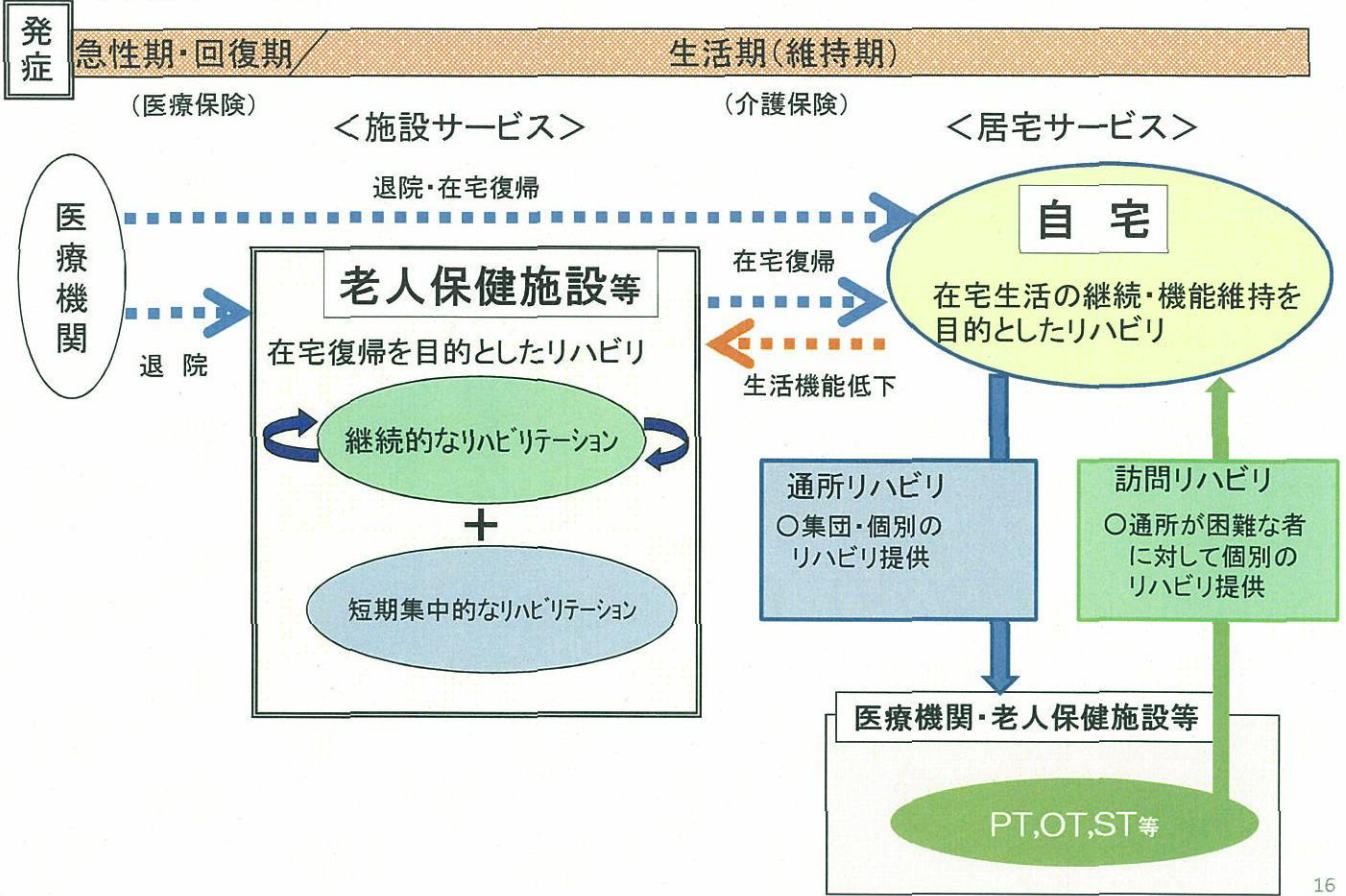 発症
急性期・回復期
生活期(維持期)
(医療保険)
(介護保険)
＜施設サービス＞
＜居宅サービス＞
医療機関
退院・在宅復帰
退 院
老人保健施設等
在宅復帰を目的としたリハビリ
継続的なﾘﾊﾋﾞﾘﾃｰｼｮﾝ
＋
短期集中的なﾘﾊﾋﾞﾘﾃｰｼｮﾝ
在宅復帰
生活機能低下
自 宅
在宅生活の継続・機能維持を
目的としたリハビリ
通所リハビリ
○集団・個別の
リハビリ提供
訪問リハビリ
○通所が困難な者
に対して個別の
リハビリ提供
医療機関・老人保健施設等
PT,OT,ST等
16